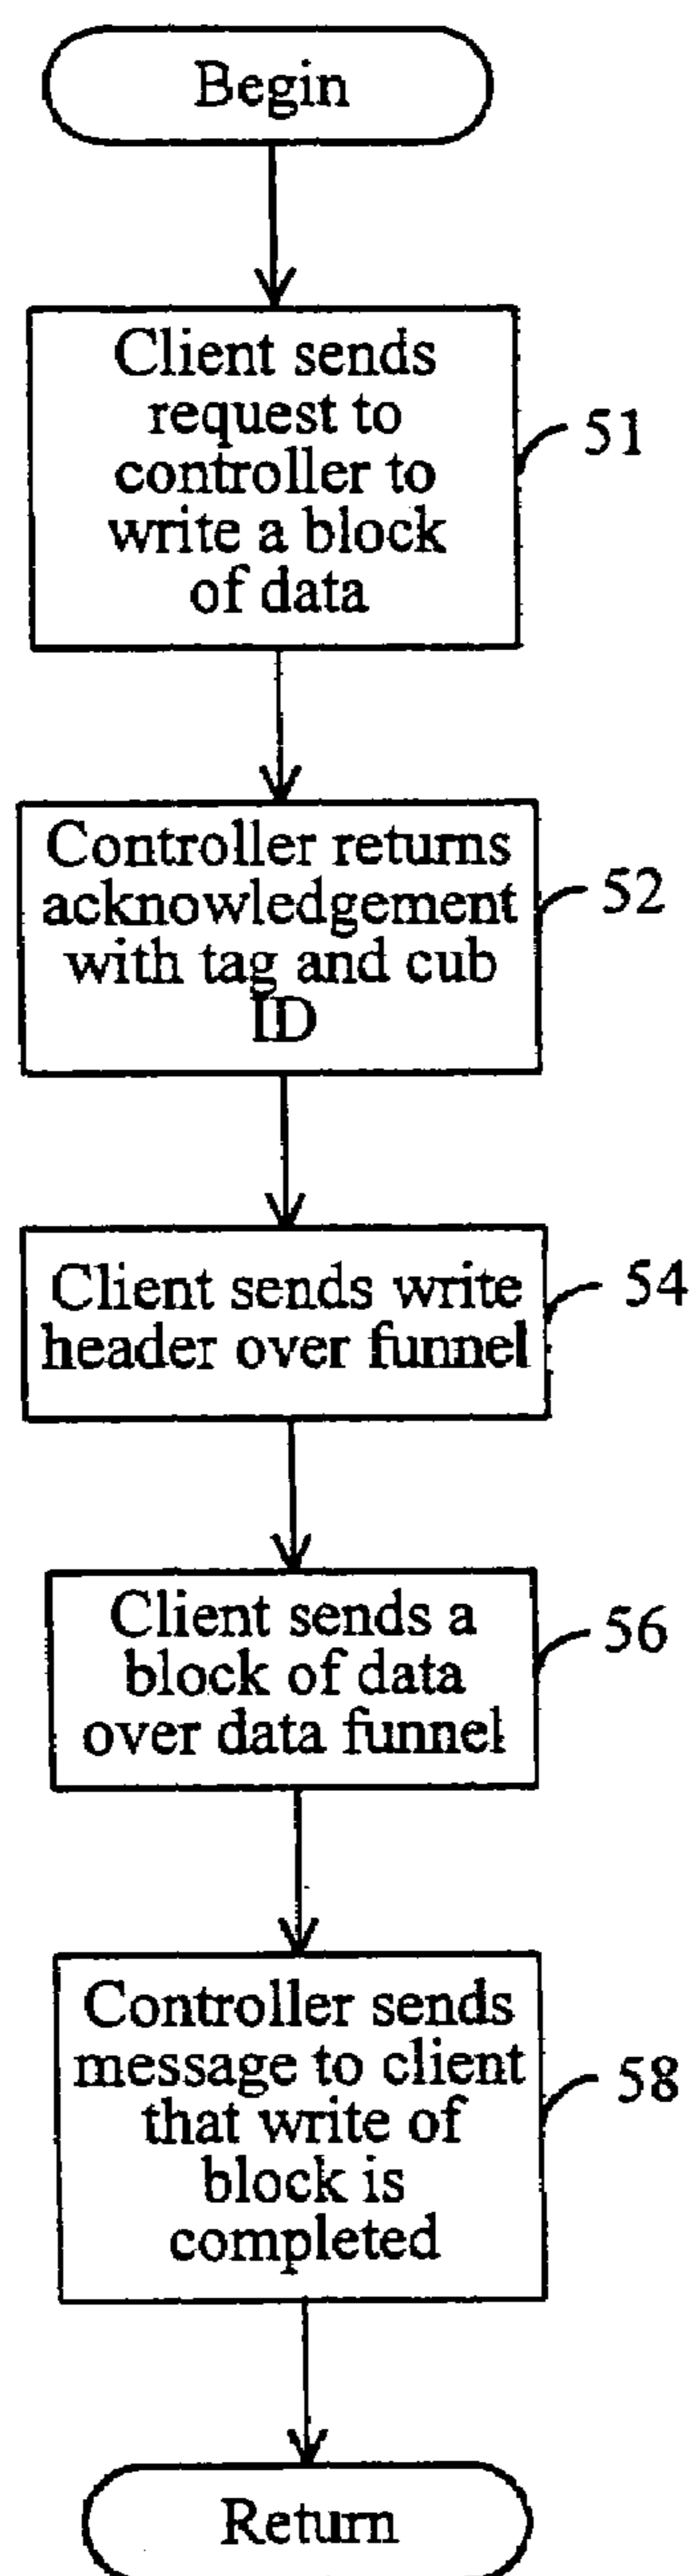 Begin
Client sends
request to
controller to
write a block
of data
51
Controller returns
acknowledgement
with tag and cub
ID
52
Client sends write
header over funnel
54
Client sends a
block of data
over data funnel
56
Controller sends
message to client
that write of
block is
completed
58
Return